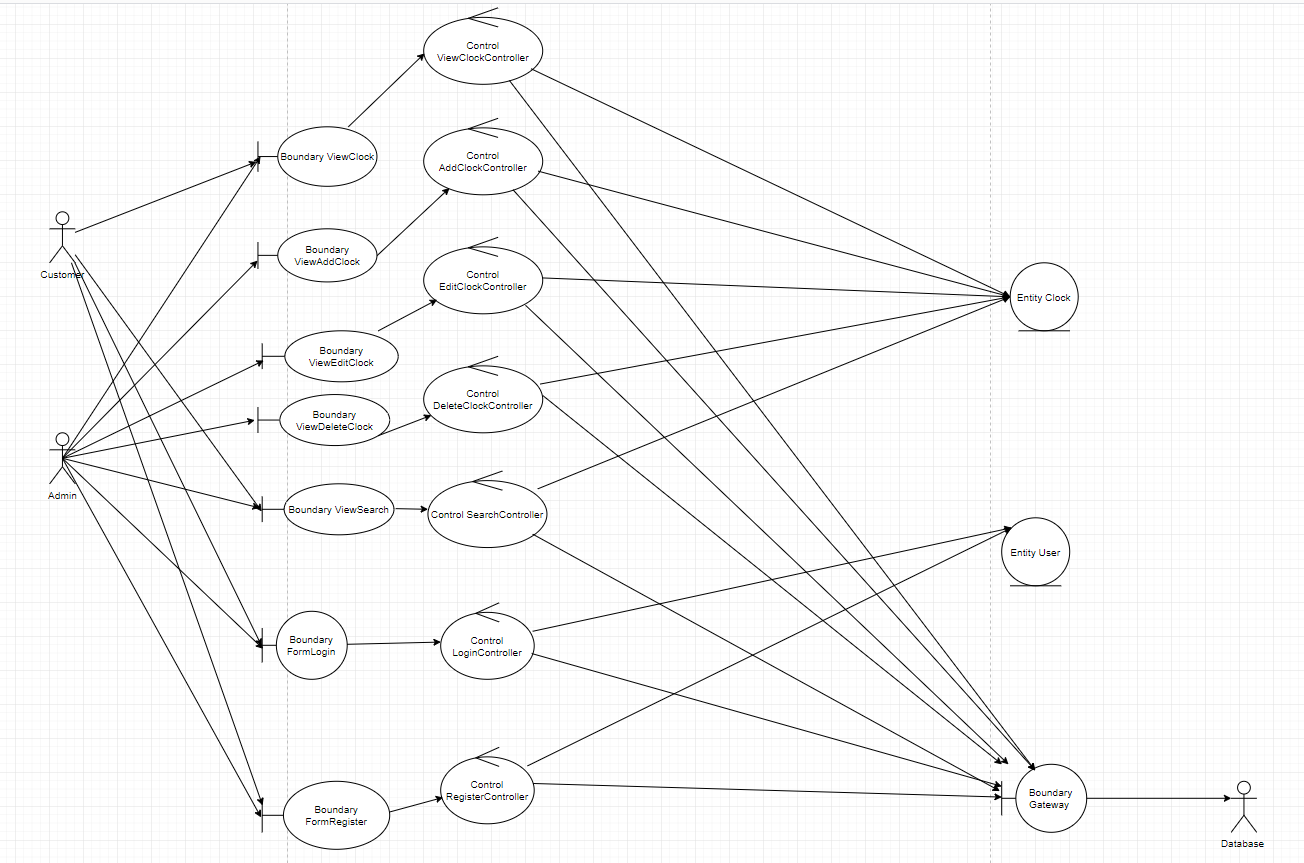 Control
ViewClockController
Control
AddClockController
Boundary ViewClock
Boundary
ViewAddClock
Customer
Control
EditClockController
Entity Clock
Boundary
ViewEditClock
Control
DeleteClockController
Boundary
ViewDeleteClock
Admin
Boundary ViewSearch
Control SearchController
Entity User
Boundary
FormLogin
Control
LoginController
Control
RegisterController
Boundary
FormRegister
Boundary
Gateway
Database